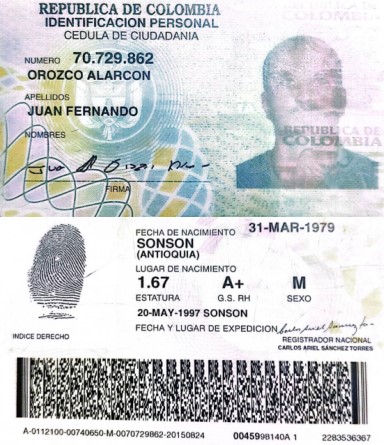 REPUBLICA DE COLOMBIA
IDENTIFICACION PERSONAL
CEDULA DE CIUDADANIA
NUMERO 70.729.862
OROZCO ALARCON
APELLIDOS
JUAN FERNANDO
NOMBRES
FIRMA
REPUBLICA DE
COLOMBIA
FECHA DE NACIMIENTO 31-MAR-1979
SONSON
(ANTIOQUIA)
LUGAR DE NACIMIENTO
1.67 A+ M
ESTATURA G.S. RH SEXO
20-MAY-1997 SONSON
FECHA Y LUGAR DE EXPEDICION
INDICE DERECHO
REGISTRADOR NACIONAL
CARLOS ARIEL SÁNCHEZ TORRES
A-0112100-00740650-M-0070729862-20150824 0045998140A 1 2283536367